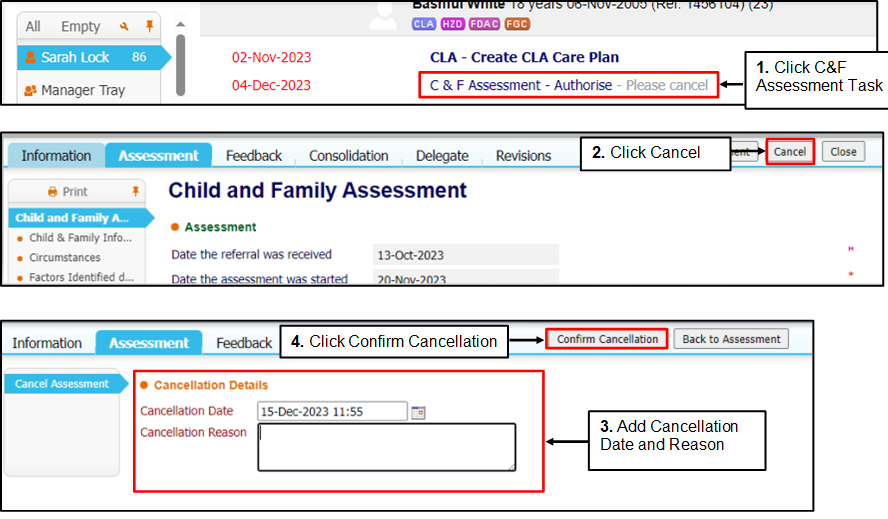 Bashful White 18 years 06-Nov-2005 (Ref: 1456104) (23)
All Empty
CLA HZD FDAC FGC
Sarah Lock 86
02-Nov-2023 CLA - Create CLA Care Plan
Manager Tray
04-Dec-2023 C & F Assessment - Authorise - Please cancel
1. Click C&F
Assessment Task
Information Assessment Feedback Consolidation Delegate Revisions
2. Click Cancel
Cancel Close
Print
Child and Family Assessment
Child and Family A...
Assessment
Child & Family Info...
Circumstances
Factors Identified d...
Date the referral was received 13-Oct-2023
Date the assessment was started 20-Nov-2023
Information Assessment Feedback
4. Click Confirm Cancellation
Confirm Cancellation Back to Assessment
Cancel Assessment
Cancellation Details
Cancellation Date 15-Dec-2023 11:55
Cancellation Reason
3. Add Cancellation
Date and Reason